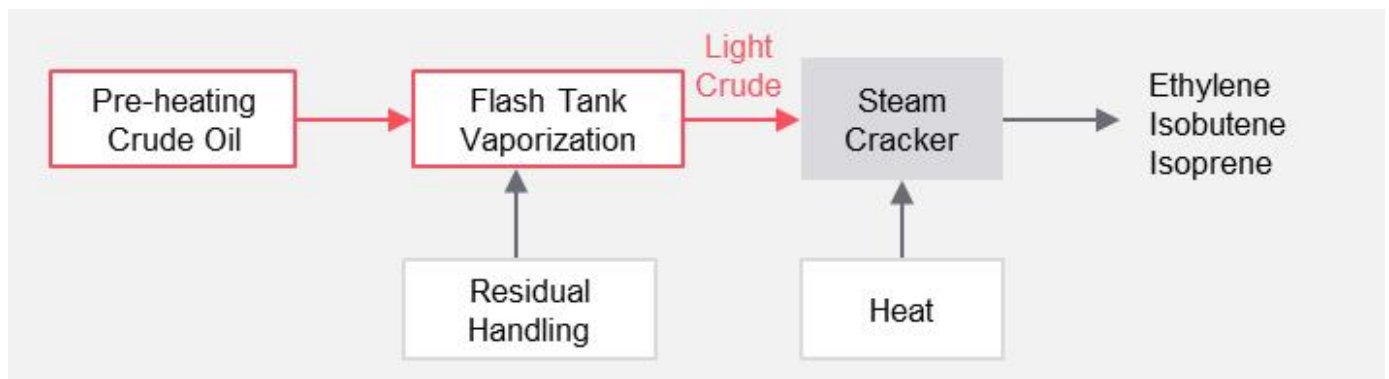 Pre-heating
Crude Oil
Flash Tank
Vaporization
Light
Crude
Steam
Cracker
Ethylene
Isobutene
Isoprene
Residual
Handling
Heat